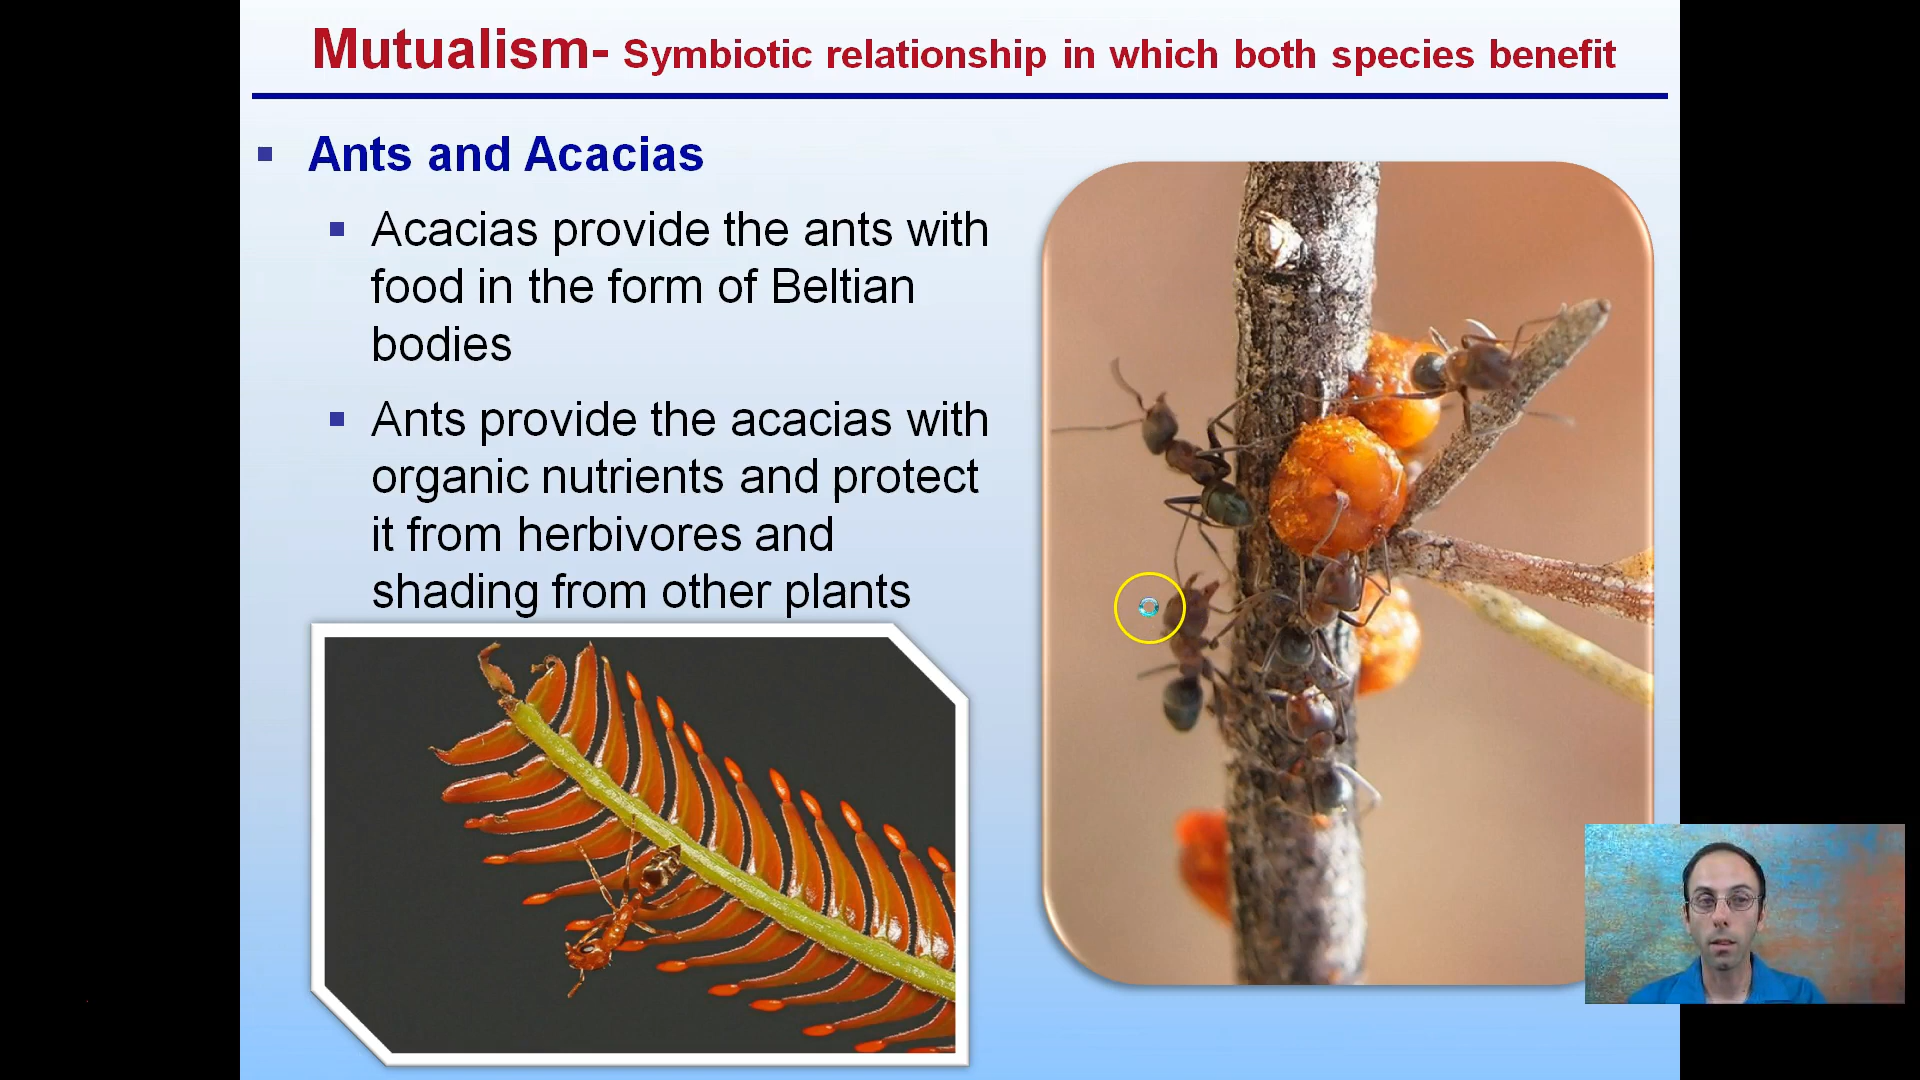 Mutualism- Symbiotic relationship in which both species benefit
Ants and Acacias
Acacias provide the ants with
food in the form of Beltian
bodies
Ants provide the acacias with
organic nutrients and protect
it from herbivores and
shading from other plants